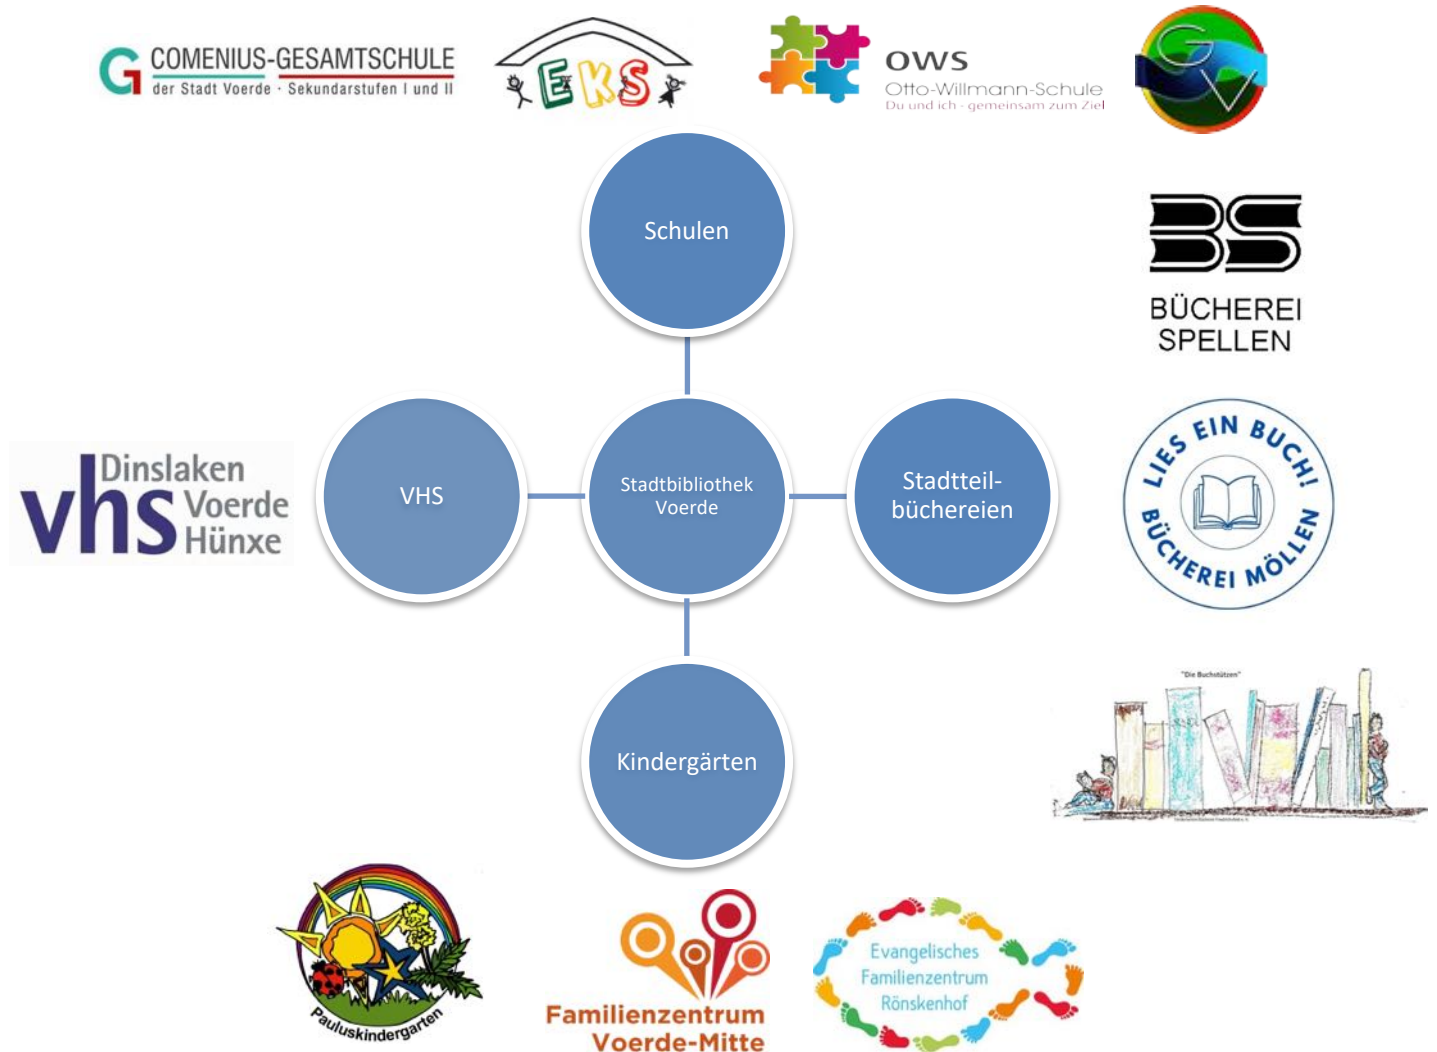 COMENIUS-GESAMTSCHULE
der Stadt Voerde · Sekundarstufen I und II
EKS
ows
Otto-Willmann-Schule
Du und ich - gemeinsam zum Ziel
GV
Schulen
BS
BÜCHEREI
SPELLEN
Dinslaken
vhs Voerde
Hünxe
VHS
Stadtbibliothek
Voerde
Stadtteil-
büchereien
LIES EIN BUCH!
BÜCHEREI MÖLLEN
"Die Buchstützen"
Kindergärten
Pauluskindergarten
Familienzentrum
Voerde-Mitte
Evangelisches
Familienzentrum
Rönskenhof